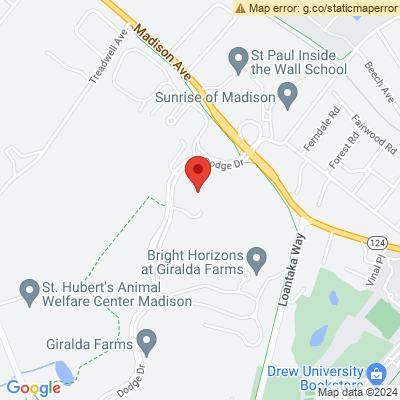 Map error: g.co/staticmaperror
Treadwell Ave
Madison Ave
St Paul Inside
the Wall School
Beech Ave
Sunrise of Madison
Ferndale Rd
Fairwood Rd
Forest Rd
Dodge Dr
124
Bright Horizons
at Giralda Farms
Loantaka Way
Vinal Pl
St. Hubert's Animal
Welfare Center Madison
Giralda Farms
Drew University
Bookstore
Dodge Dr
Google
Map data ©2024